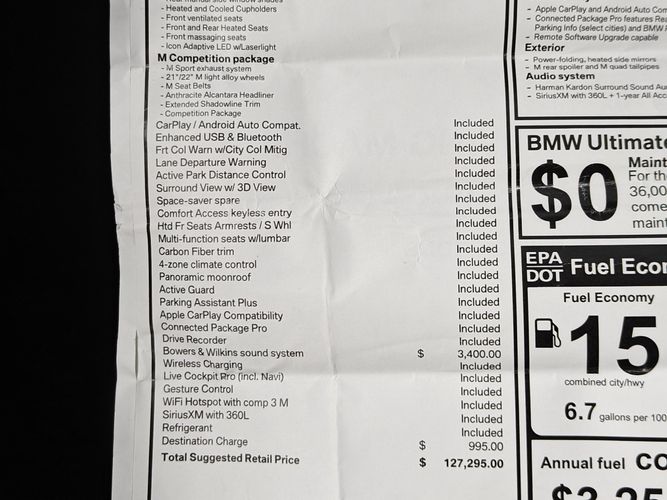 - Rear manual side window shades
- Heated and Cooled Cupholders
- Front ventilated seats
- Front and Rear Heated Seats
- Front massaging seats
- Icon Adaptive LED w/Laserlight
M Competition package
- M Sport exhaust system
- 21"/22" M light alloy wheels
- M Seat Belts
- Anthracite Alcantara Headliner
- Extended Shadowline Trim
- Competition Package
CarPlay / Android Auto Compat. Included
Enhanced USB & Bluetooth Included
Frt Col Warn w/City Col Mitig Included
Lane Departure Warning Included
Active Park Distance Control Included
Surround View w/ 3D View Included
Space-saver spare Included
Comfort Access keyless entry Included
Htd Fr Seats Armrests / S Whl Included
Multi-function seats w/lumbar Included
Carbon Fiber trim Included
4-zone climate control Included
Panoramic moonroof Included
Active Guard Included
Parking Assistant Plus Included
Apple CarPlay Compatibility Included
Connected Package Pro Included
Drive Recorder Included
Bowers & Wilkins sound system $ 3,400.00
Wireless Charging Included
Live Cockpit Pro (incl. Navi) Included
Gesture Control Included
WiFi Hotspot with comp 3 M Included
SiriusXM with 360L Included
Refrigerant Included
Destination Charge $ 995.00
Total Suggested Retail Price $ 127,295.00
- Apple CarPlay and Android Auto Com
- Connected Package Pro features Rea
Parking Info (select cities) and BMW
- Remote Software Upgrade capable
Exterior
- Power-folding, heated side mirrors
- M rear spoiler and M quad tailpipes
Audio system
- Harman Kardon Surround Sound Au
- SiriusXM with 360L + 1-year All Acc
BMW Ultimate
$0
Maint
For th
36,00
come
maint
EPA
DOT
Fuel Econ
Fuel Economy
15
combined city/hwy
6.7 gallons per 100
Annual fuel CO